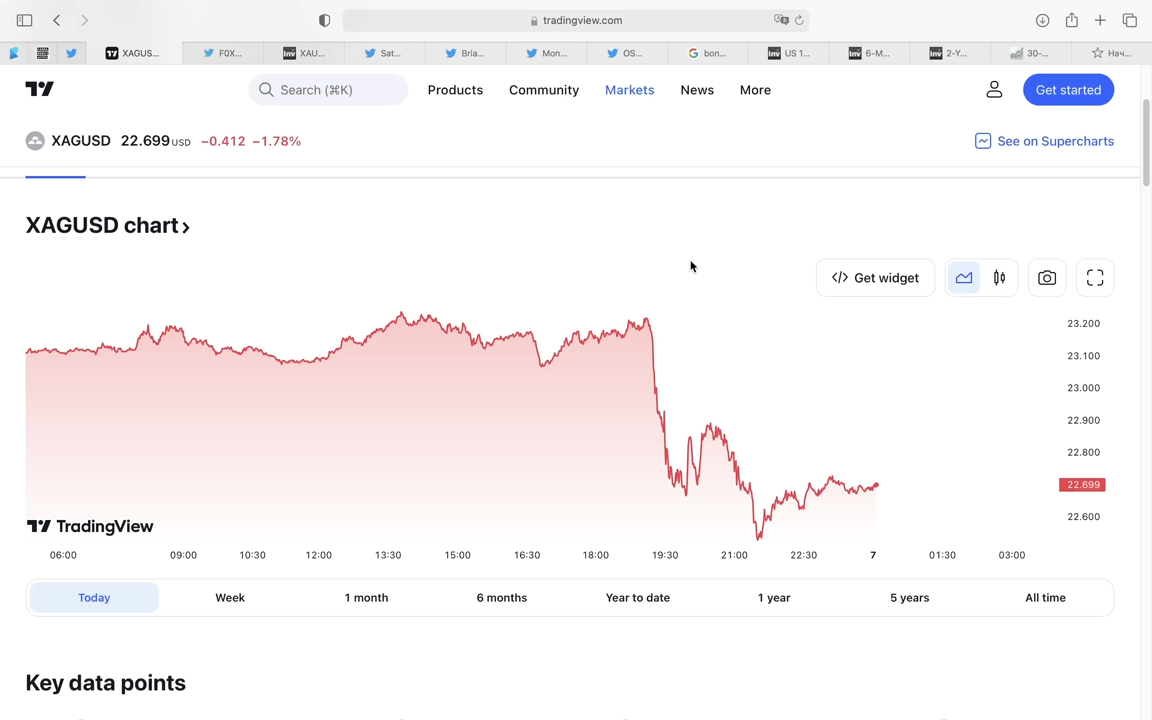 tradingview.com
XAGUS... F0X... XAU... Sat... Bria... Mon... OS... bon... US 1... 6-M... 2-Y... 30-... Нач...
Search (⌘K) Products Community Markets News More Get started
XAGUSD 22.699 USD −0.412 −1.78% See on Supercharts
XAGUSD chart ›
</> Get widget
23.200
23.100
23.000
22.900
22.800
22.699
22.600
TradingView
06:00 09:00 10:30 12:00 13:30 15:00 16:30 18:00 19:30 21:00 22:30 7 01:30 03:00
Today Week 1 month 6 months Year to date 1 year 5 years All time
Key data points